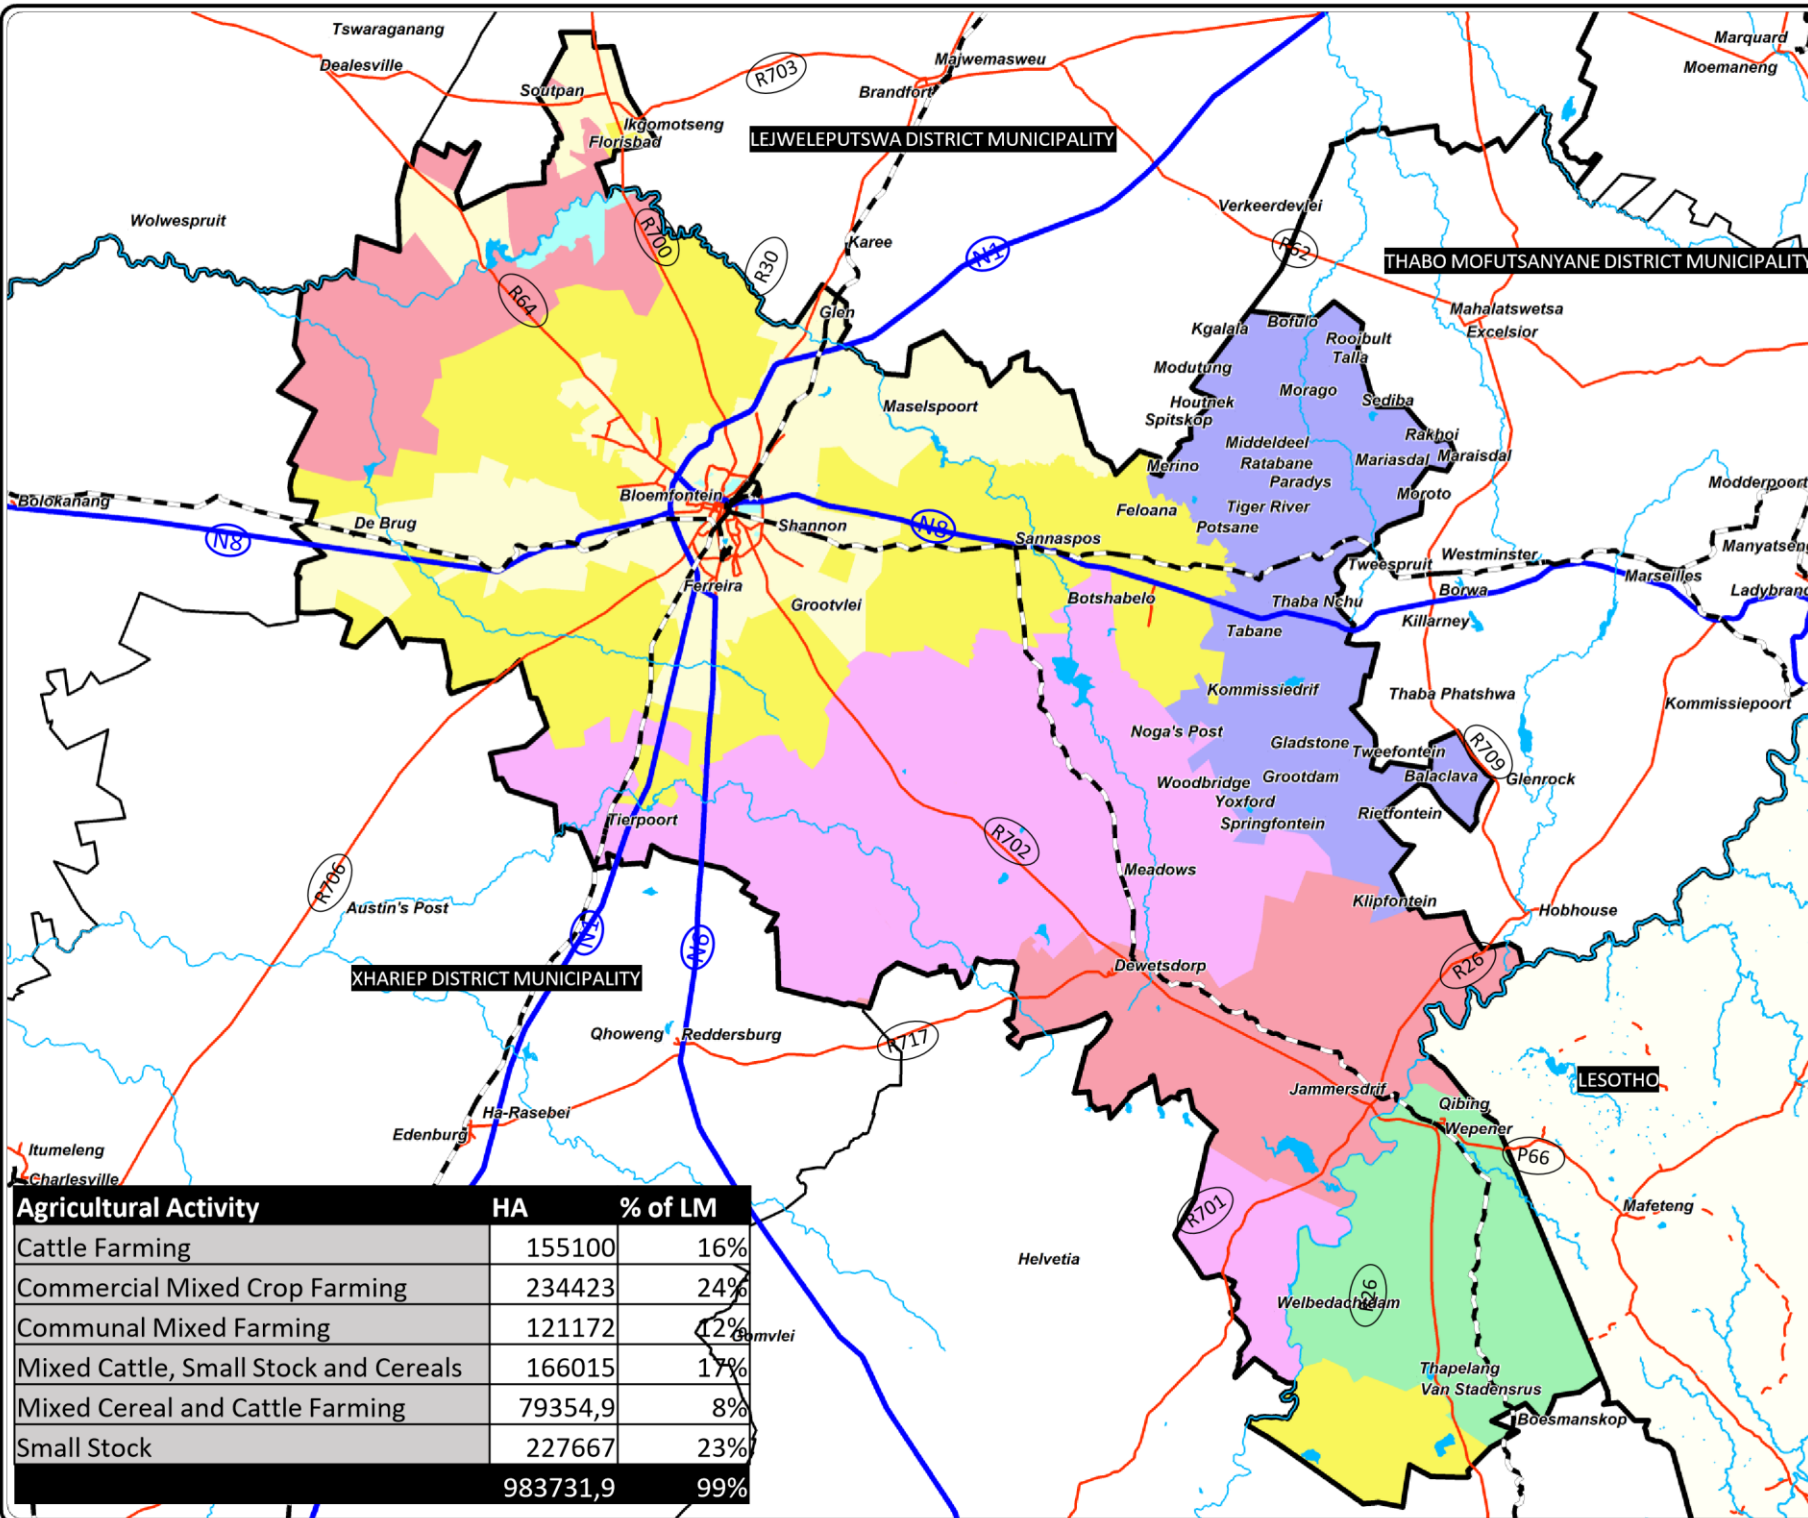 Tswaraganang
Dealesville
Soutpan
Ikgomotseng
Florisbad
R703
Majwemasweu
Brandfort
LEJWELEPUTSWA DISTRICT MUNICIPALITY
Marquard
Moemaneng
Wolwespruit
R700
R30
Karee
N1
Verkeerdevlei
R62
THABO MOFUTSANYANE DISTRICT MUNICIPALITY
R64
Glen
Kgalala
Bofulo
Rooibult
Talla
Mahalatswetsa
Excelsior
Modutung
Morago
Houtnek
Spitskop
Sediba
Maselspoort
Middeldeel
Rakhoi
Merino
Ratabane
Mariasdal
Maraisdal
Paradys
Bolokanang
De Brug
N8
Bloemfontein
Shannon
N8
Feloana
Tiger River
Moroto
Potsane
Modderpoort
Sannaspos
Westminster
Tweespruit
Manyatseng
Marseilles
Ferreira
Grootvlei
Botshabelo
Thaba Nchu
Borwa
Ladybrand
Tabane
Killarney
Kommissiedrif
Thaba Phatshwa
Kommissiepoort
Noga's Post
Gladstone
Tweefontein
R709
Woodbridge
Grootdam
Balaclava
Glenrock
Yoxford
Springfontein
Rietfontein
Tierpoort
R702
Meadows
R706
Austin's Post
N1
N6
Klipfontein
Hobhouse
XHARIEP DISTRICT MUNICIPALITY
Dewetsdorp
R26
Qhoweng
Reddersburg
R717
LESOTHO
Jammersdrif
Qibing
Wepener
Ha-Rasebei
Edenburg
P66
Itumeleng
Charlesville
R701
Mafeteng
Helvetia
Welbedachtdam
R26
Gomvlei
Thapelang
Van Stadensrus
Boesmanskop
Agricultural Activity HA % of LM
Cattle Farming 155100 16%
Commercial Mixed Crop Farming 234423 24%
Communal Mixed Farming 121172 12%
Mixed Cattle, Small Stock and Cereals 166015 17%
Mixed Cereal and Cattle Farming 79354,9 8%
Small Stock 227667 23%
983731,9 99%